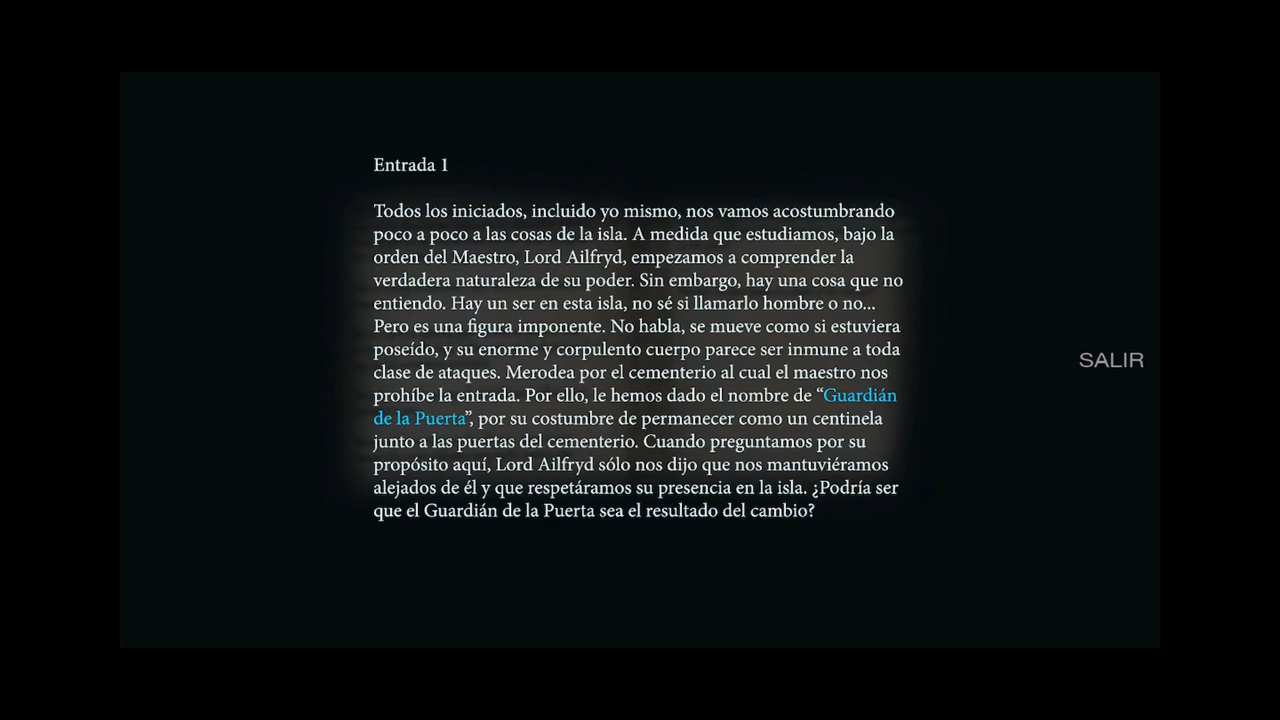 Entrada 1
Todos los iniciados, incluido yo mismo, nos vamos acostumbrando
poco a poco a las cosas de la isla. A medida que estudiamos, bajo la
orden del Maestro, Lord Ailfryd, empezamos a comprender la
verdadera naturaleza de su poder. Sin embargo, hay una cosa que no
entiendo. Hay un ser en esta isla, no sé si llamarlo hombre o no...
Pero es una figura imponente. No habla, se mueve como si estuviera
poseído, y su enorme y corpulento cuerpo parece ser inmune a toda
clase de ataques. Merodea por el cementerio al cual el maestro nos
prohíbe la entrada. Por ello, le hemos dado el nombre de “Guardián
de la Puerta”, por su costumbre de permanecer como un centinela
junto a las puertas del cementerio. Cuando preguntamos por su
propósito aquí, Lord Ailfryd sólo nos dijo que nos mantuviéramos
alejados de él y que respetáramos su presencia en la isla. ¿Podría ser
que el Guardián de la Puerta sea el resultado del cambio?
SALIR